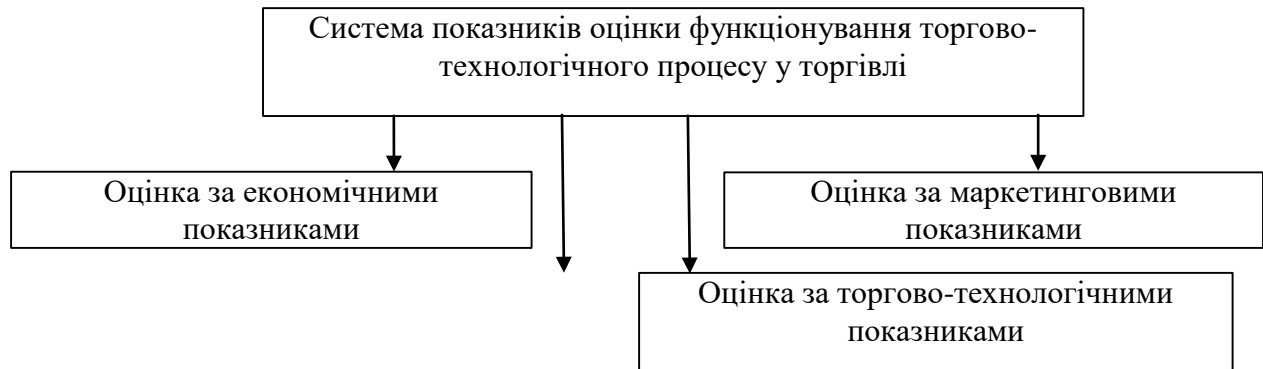 Система показників оцінки функціонування торгово-
технологічного процесу у торгівлі
Оцінка за економічними
показниками
Оцінка за маркетинговими
показниками
Оцінка за торгово-технологічними
показниками